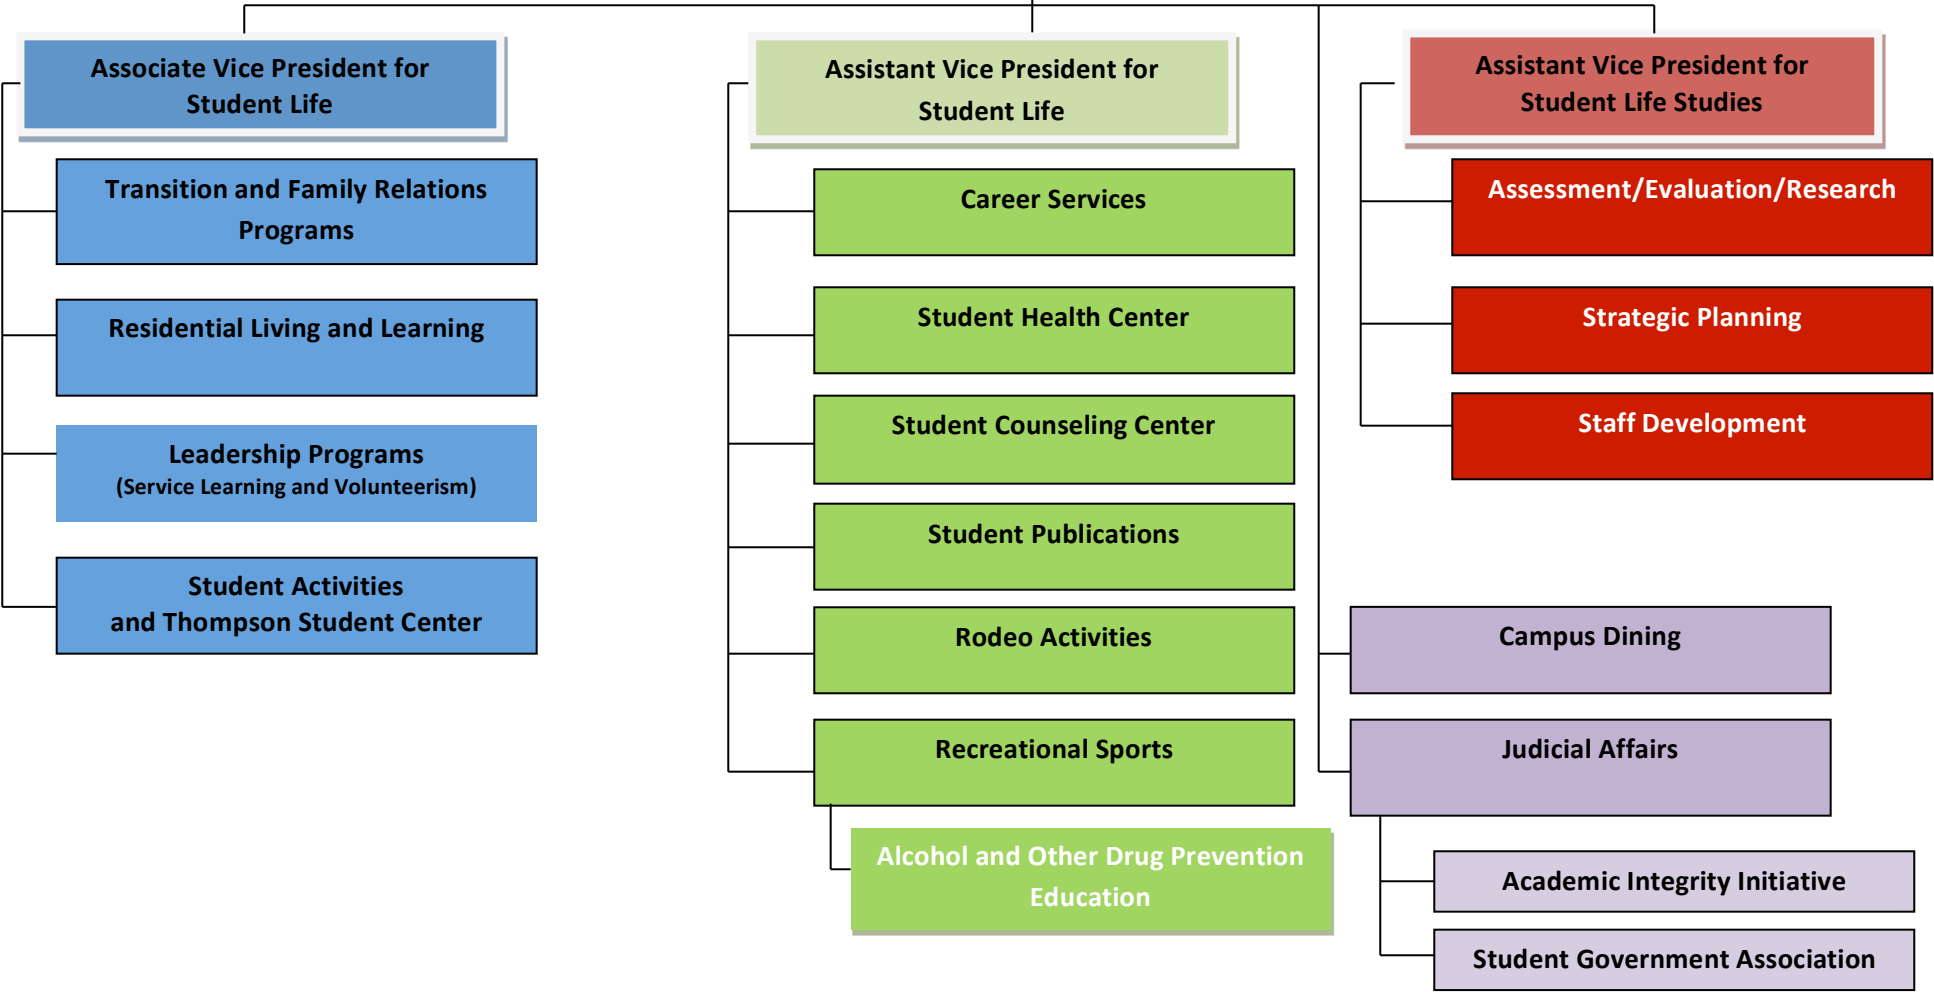 Associate Vice President for
Student Life
Transition and Family Relations
Programs
Residential Living and Learning
Leadership Programs
(Service Learning and Volunteerism)
Student Activities
and Thompson Student Center
Assistant Vice President for
Student Life
Career Services
Student Health Center
Student Counseling Center
Student Publications
Rodeo Activities
Recreational Sports
Alcohol and Other Drug Prevention
Education
Assistant Vice President for
Student Life Studies
Assessment/Evaluation/Research
Strategic Planning
Staff Development
Campus Dining
Judicial Affairs
Academic Integrity Initiative
Student Government Association